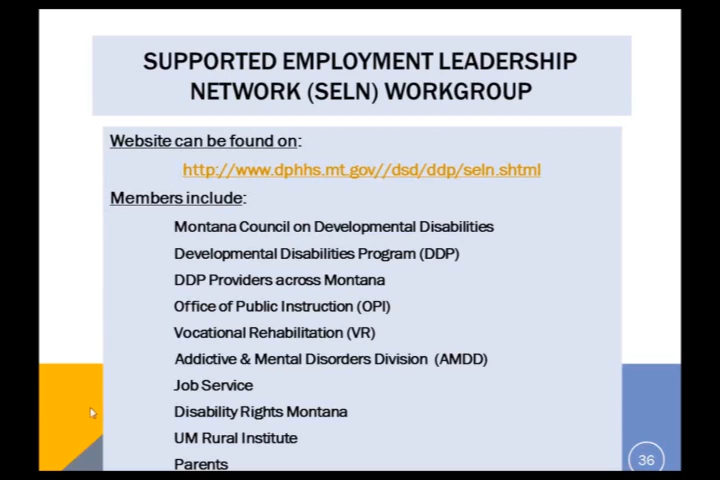 SUPPORTED EMPLOYMENT LEADERSHIP
NETWORK (SELN) WORKGROUP
Website can be found on:
http://www.dphhs.mt.gov//dsd/ddp/seln.shtml
Members include:
Montana Council on Developmental Disabilities
Developmental Disabilities Program (DDP)
DDP Providers across Montana
Office of Public Instruction (OPI)
Vocational Rehabilitation (VR)
Addictive & Mental Disorders Division (AMDD)
Job Service
Disability Rights Montana
UM Rural Institute
Parents
36